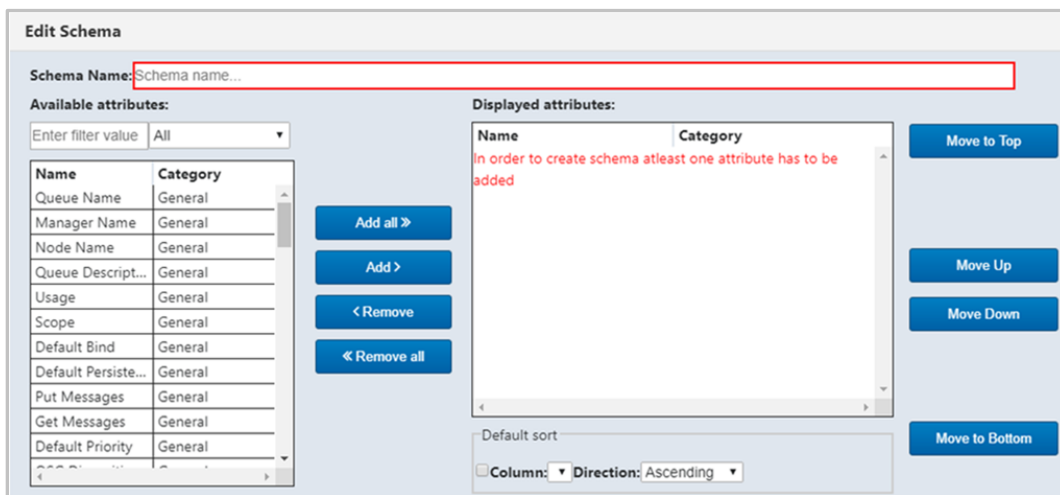 Edit Schema
Schema Name: Schema name...
Available attributes:
Enter filter value All
Name Category
Queue Name General
Manager Name General
Node Name General
Queue Descript... General
Usage General
Scope General
Default Bind General
Default Persiste... General
Put Messages General
Get Messages General
Default Priority General
Add all »
Add >
< Remove
« Remove all
Displayed attributes:
Name Category
In order to create schema atleast one attribute has to be
added
Default sort
Column: Direction: Ascending
Move to Top
Move Up
Move Down
Move to Bottom